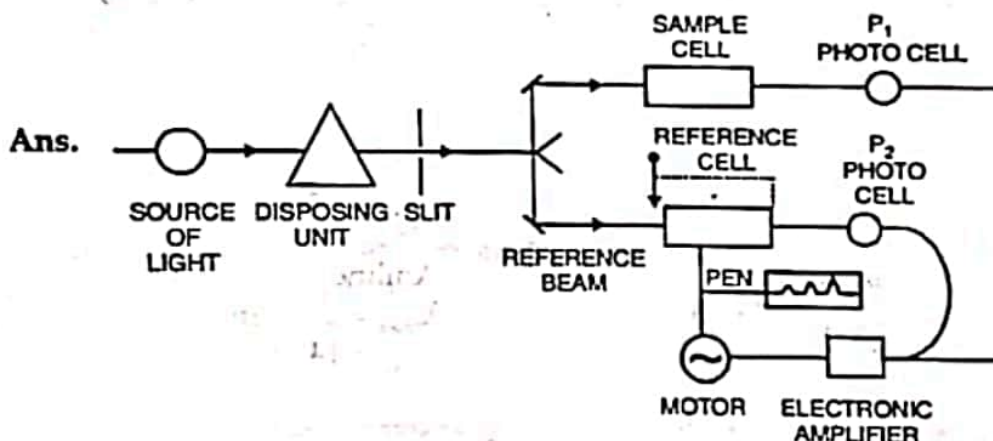 SAMPLE
CELL
P₁
PHOTO CELL
Ans.
SOURCE
OF
LIGHT
DISPOSING
UNIT
SLIT
REFERENCE
CELL
P₂
PHOTO
CELL
REFERENCE
BEAM
PEN
MOTOR
ELECTRONIC
AMPLIFIER